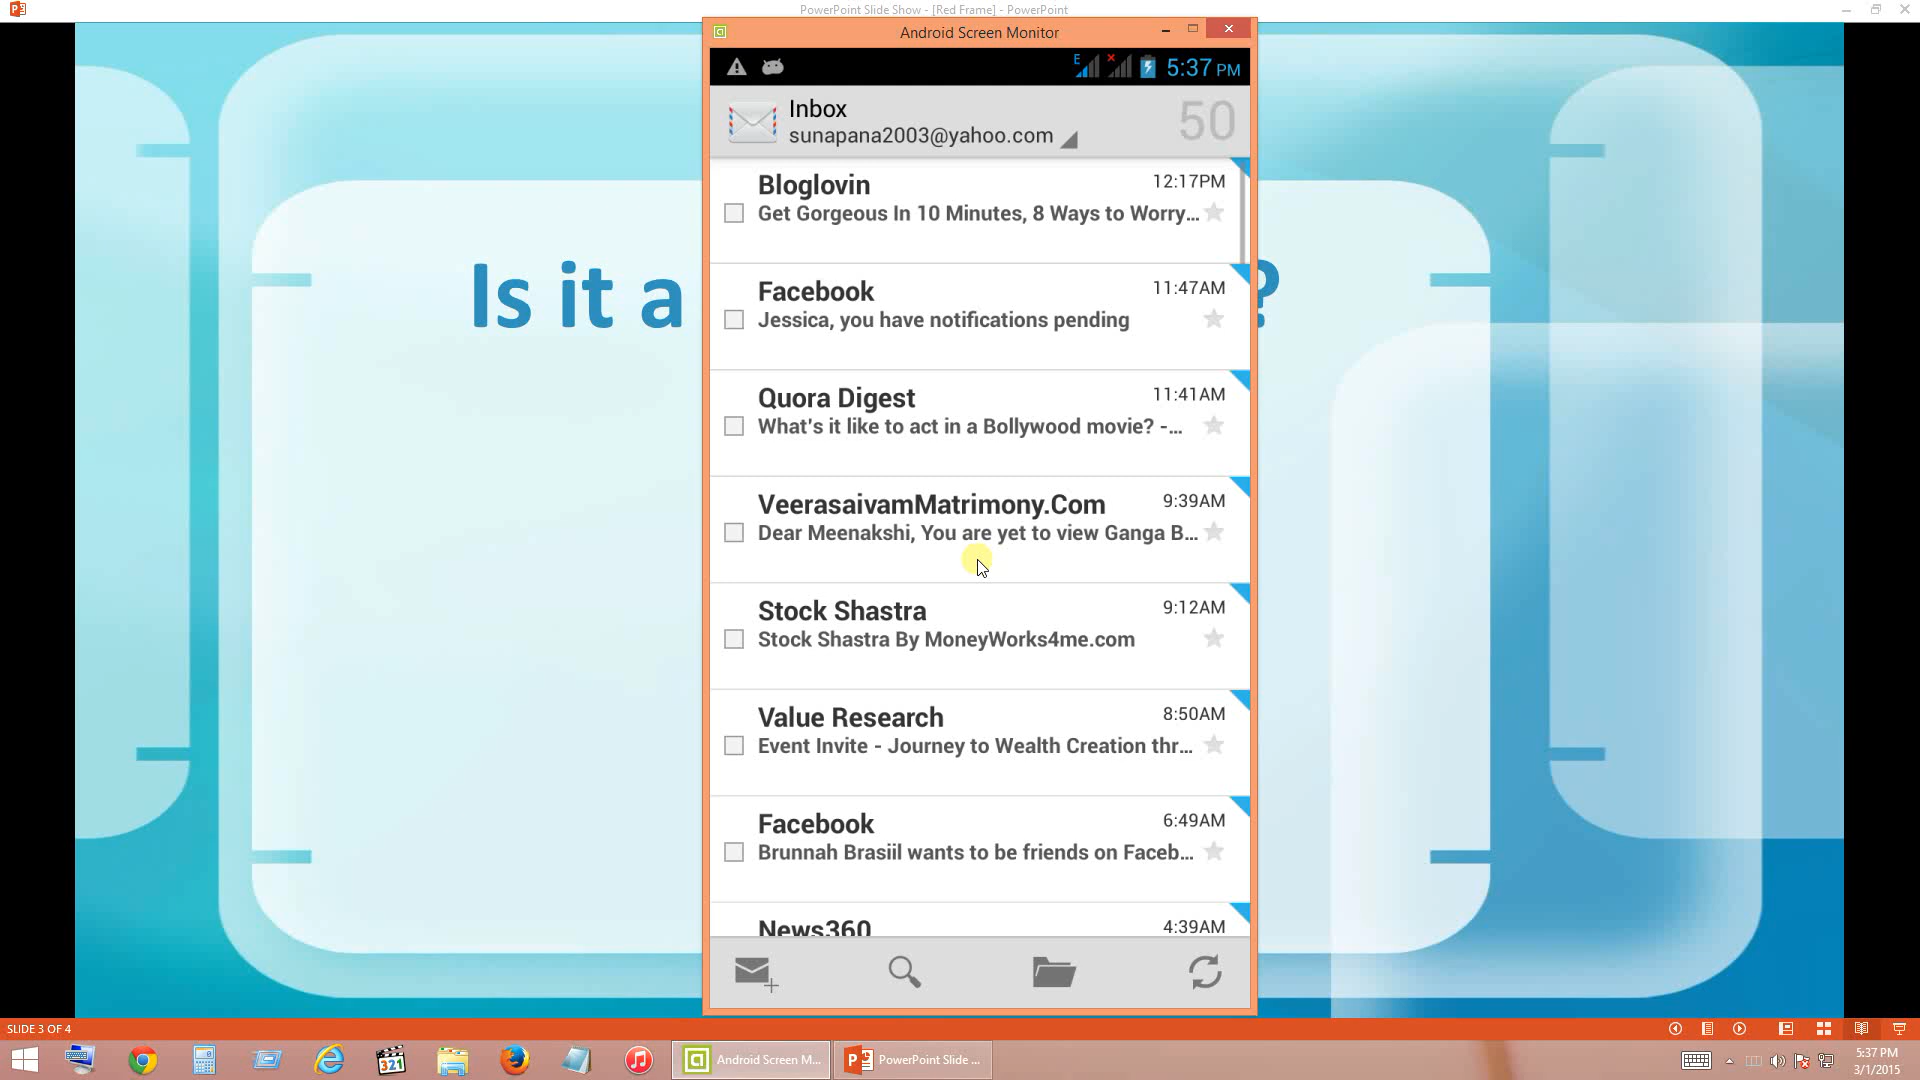 PowerPoint Slide Show - [Red Frame] - PowerPoint
Android Screen Monitor
E
5:37 PM
Inbox
sunapana2003@yahoo.com
50
Bloglovin
12:17PM
Get Gorgeous In 10 Minutes, 8 Ways to Worry...
Is it a
?
Facebook
11:47AM
Jessica, you have notifications pending
Quora Digest
11:41AM
What's it like to act in a Bollywood movie? -...
VeerasaivamMatrimony.Com
9:39AM
Dear Meenakshi, You are yet to view Ganga B...
Stock Shastra
9:12AM
Stock Shastra By MoneyWorks4me.com
Value Research
8:50AM
Event Invite - Journey to Wealth Creation thr...
Facebook
6:49AM
Brunnah Brasiil wants to be friends on Faceb...
News360
4:39AM
SLIDE 3 OF 4
321
Android Screen M...
PowerPoint Slide ...
5:37 PM
3/1/2015